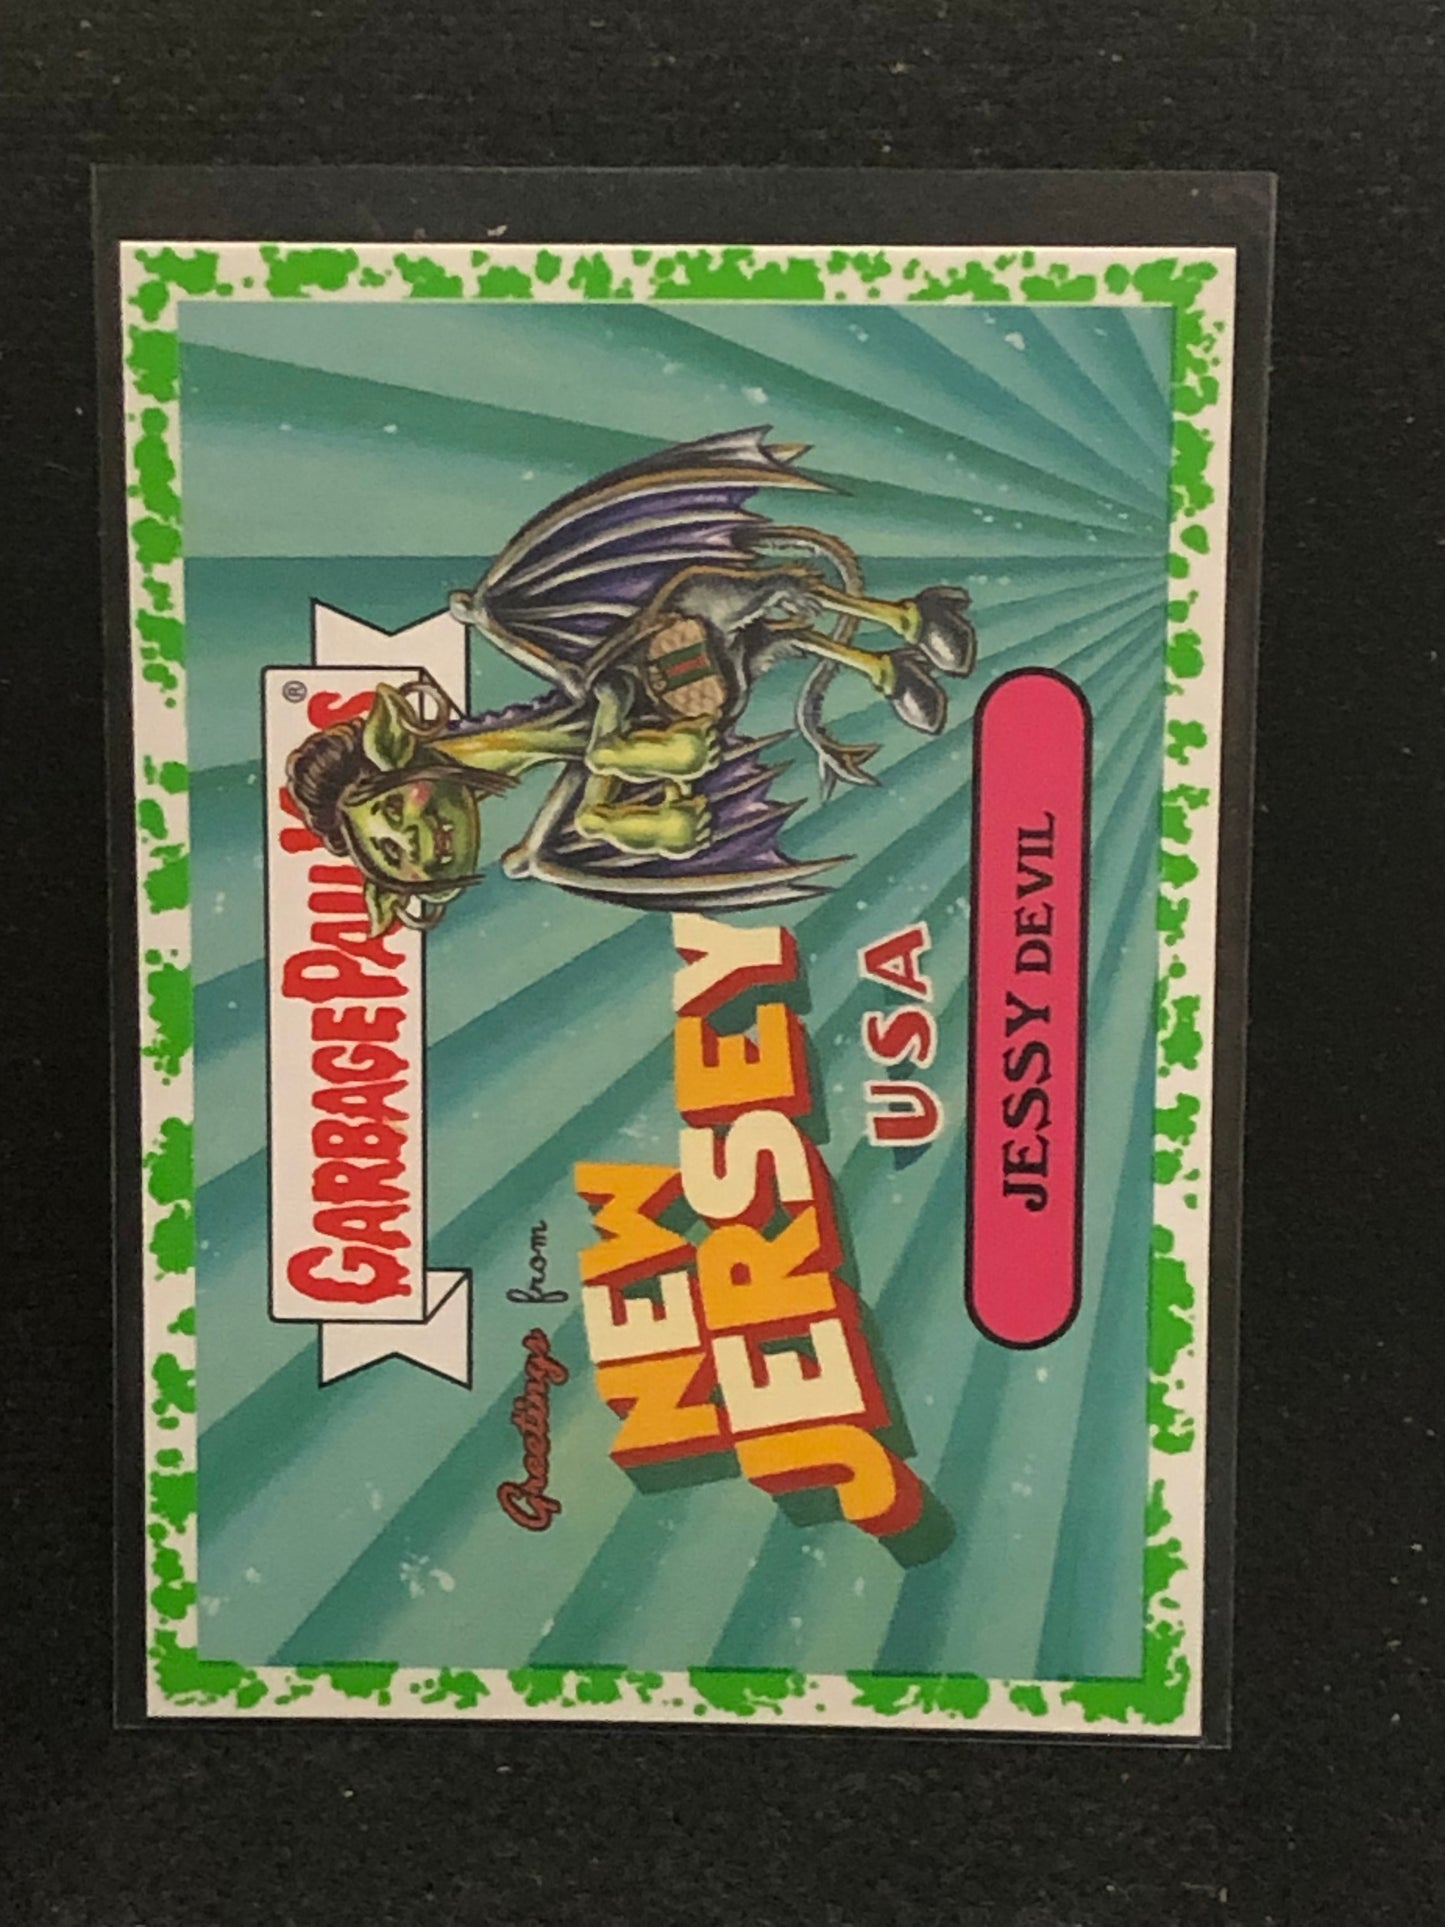 GARBAGE PAIL KIDS ®
Greetings from
NEW
JERSEY
USA
JESSY DEVIL